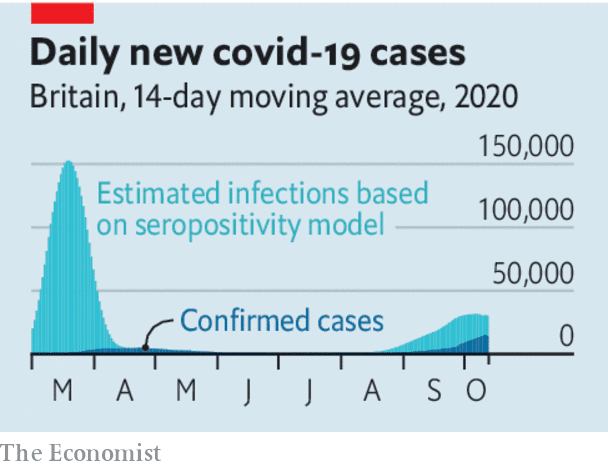 Daily new covid-19 cases
Britain, 14-day moving average, 2020
150,000
Estimated infections based
on seropositivity model
100,000
50,000
Confirmed cases
0
M A M J J A S O
The Economist